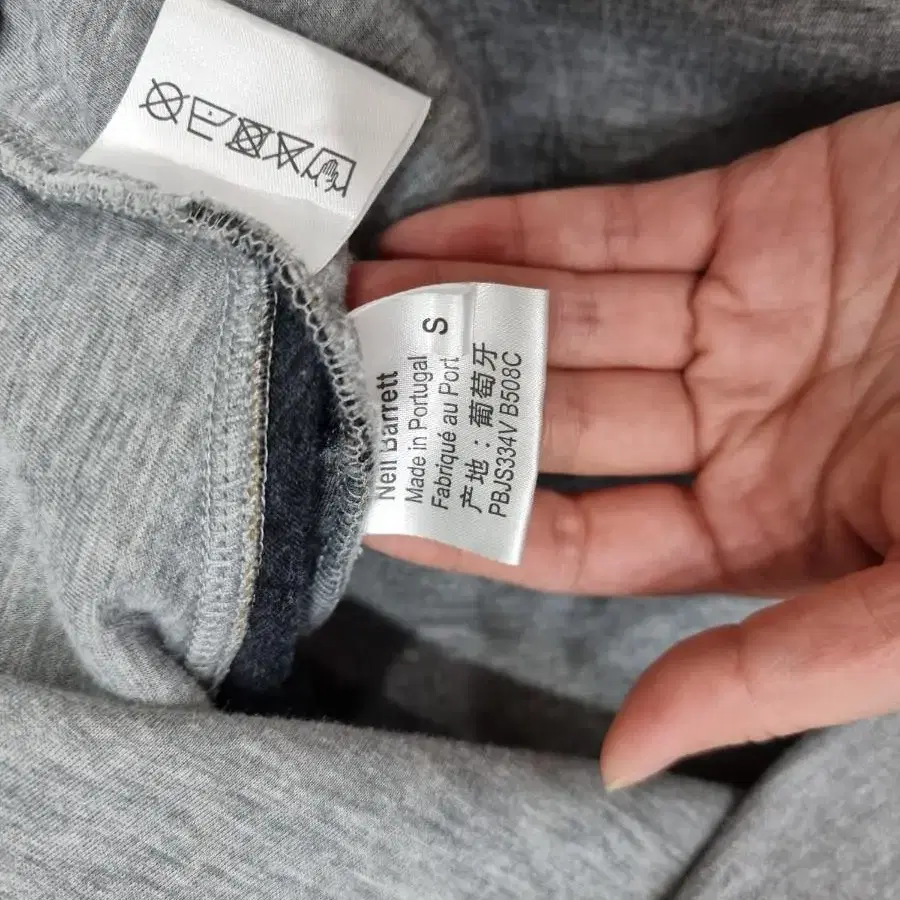 Neil Barrett
Made in Portugal S
Fabriqué au Port
产地：葡萄牙
PBJS334V B508C